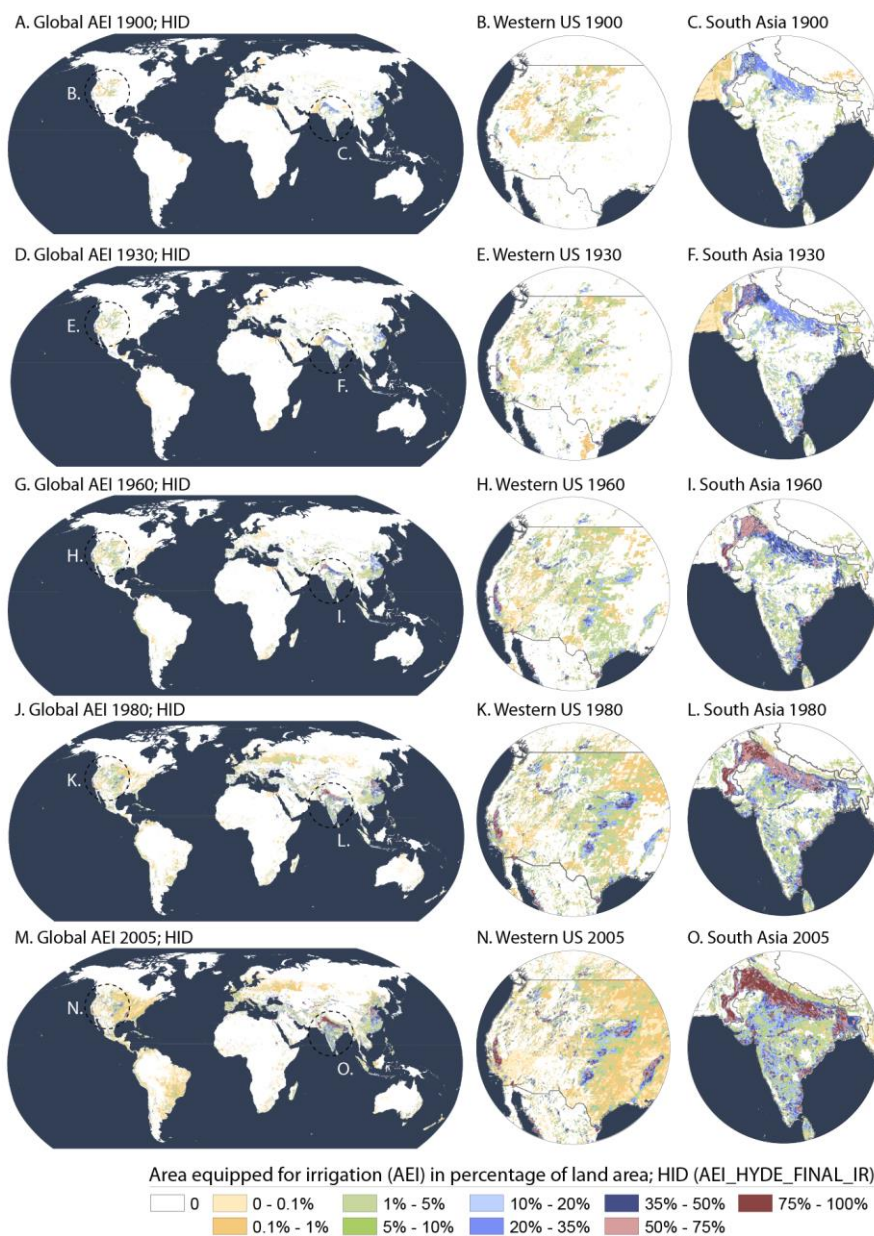 A. Global AEI 1900; HID
B. Western US 1900
C. South Asia 1900
B.
C.
D. Global AEI 1930; HID
E. Western US 1930
F. South Asia 1930
E.
F.
G. Global AEI 1960; HID
H. Western US 1960
I. South Asia 1960
H.
I.
J. Global AEI 1980; HID
K. Western US 1980
L. South Asia 1980
K.
L.
M. Global AEI 2005; HID
N. Western US 2005
O. South Asia 2005
N.
O.
Area equipped for irrigation (AEI) in percentage of land area; HID (AEI_HYDE_FINAL_IR)
0 0 - 0.1% 1% - 5% 10% - 20% 35% - 50% 75% - 100%
0.1% - 1% 5% - 10% 20% - 35% 50% - 75%